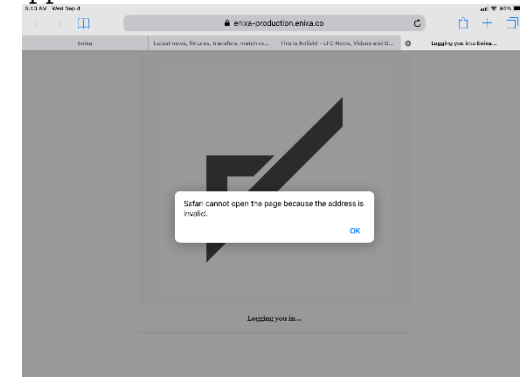 5:43 AM Wed Sep 4
80%
enixa-production.enixa.co
Enixa
Latest news, fixtures, transfers, match re...
This Is Anfield - LFC News, Videos and O...
Logging you into Enixa...
Safari cannot open the page because the address is
invalid.
OK
Logging you in...